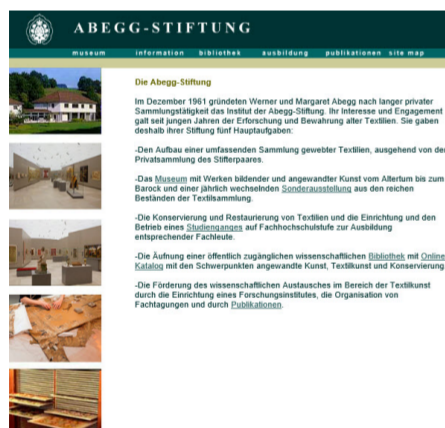 ABEGG-STIFTUNG
museum information bibliothek ausbildung publikationen site map
Die Abegg-Stiftung
Im Dezember 1961 gründeten Werner und Margaret Abegg nach langer privater
Sammlungstätigkeit das Institut der Abegg-Stiftung. Ihr Interesse und Engagement
galt seit jungen Jahren der Erforschung und Bewahrung alter Textilien. Sie gaben
deshalb ihrer Stiftung fünf Hauptaufgaben:
-Den Aufbau einer umfassenden Sammlung gewebter Textilien, ausgehend von der
Privatsammlung des Stifterpaares.
-Das Museum mit Werken bildender und angewandter Kunst vom Altertum bis zum
Barock und einer jährlich wechselnden Sonderausstellung aus den reichen
Beständen der Textilsammlung.
-Die Konservierung und Restaurierung von Textilien und die Einrichtung und den
Betrieb eines Studienganges auf Fachhochschulstufe zur Ausbildung
entsprechender Fachleute.
-Die Äufnung einer öffentlich zugänglichen wissenschaftlichen Bibliothek mit Online
Katalog mit den Schwerpunkten angewandte Kunst, Textilkunst und Konservierung
-Die Förderung des wissenschaftlichen Austausches im Bereich der Textilkunst
durch die Einrichtung eines Forschungsinstitutes, die Organisation von
Fachtagungen und durch Publikationen.